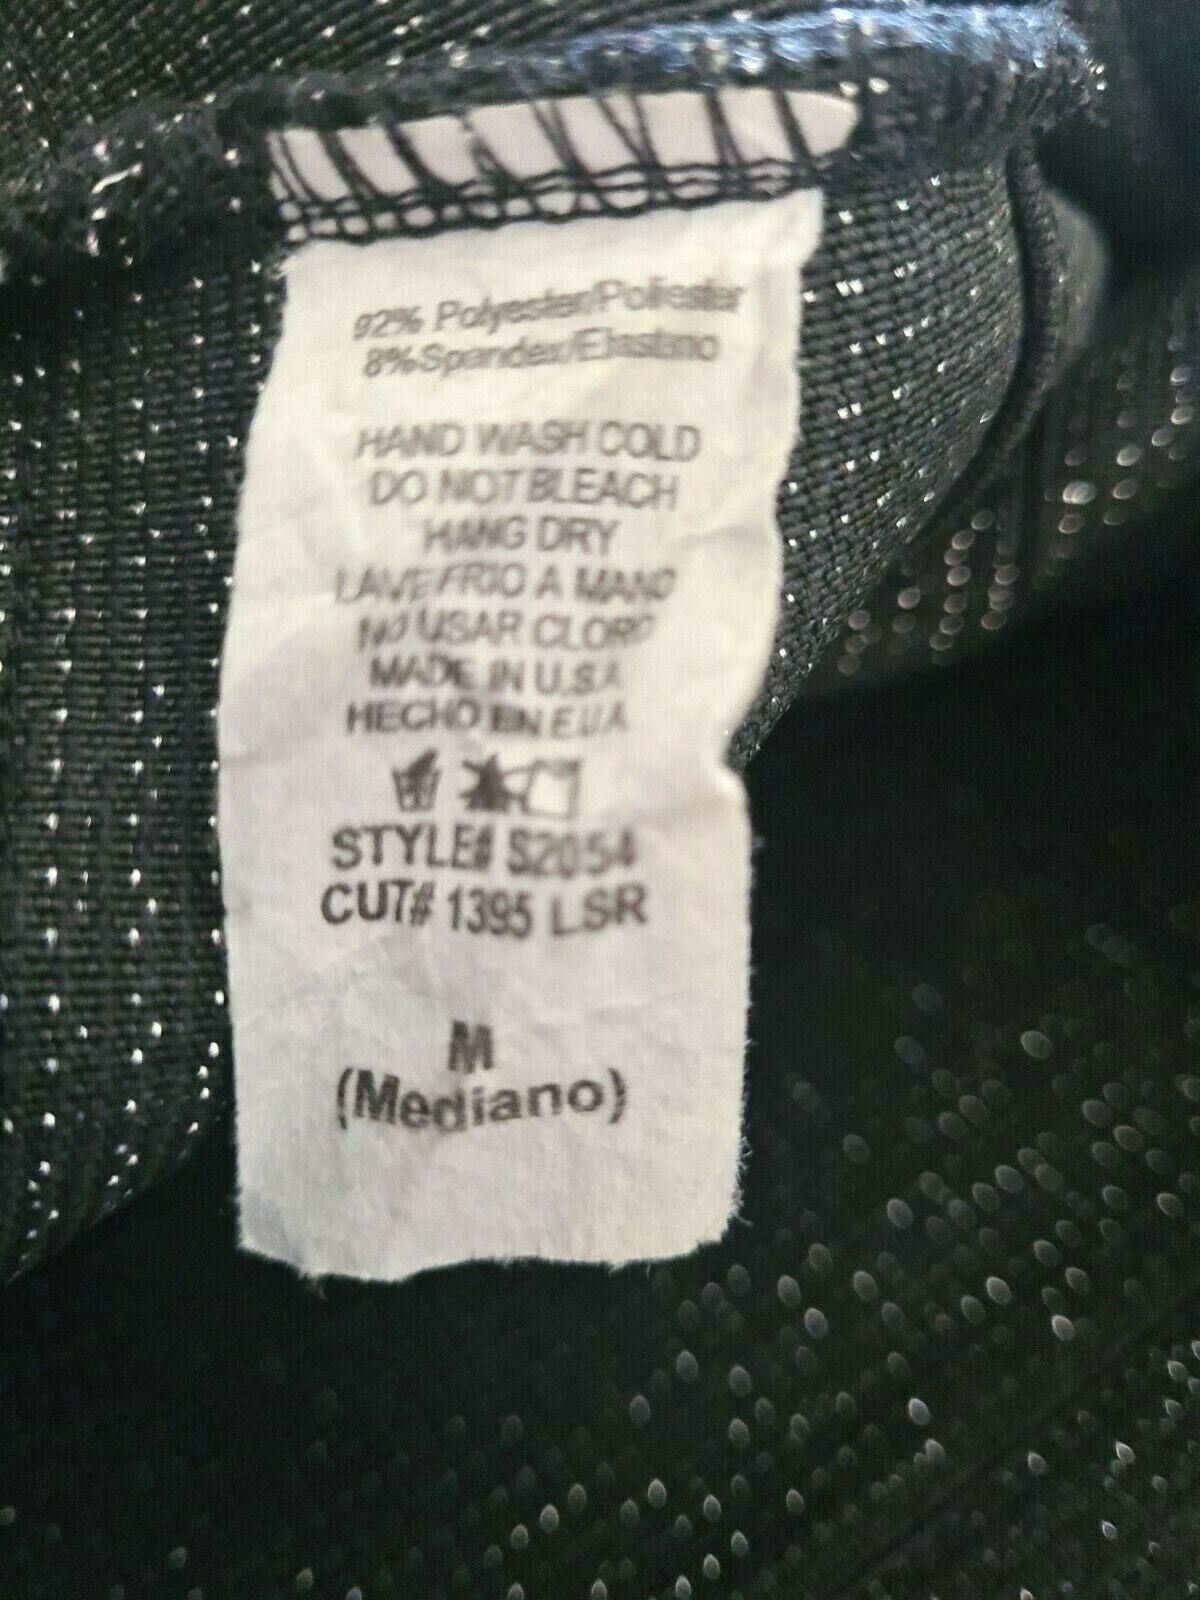 92% Polyester/Poliester
8%Spandex/Elastano
HAND WASH COLD
DO NOT BLEACH
HANG DRY
LAVE FRIO A MANO
NO USAR CLORO
MADE IN U.S.A
HECHO EN E.U.A.
STYLE# S2054
CUT# 1395 LSR
M
(Mediano)